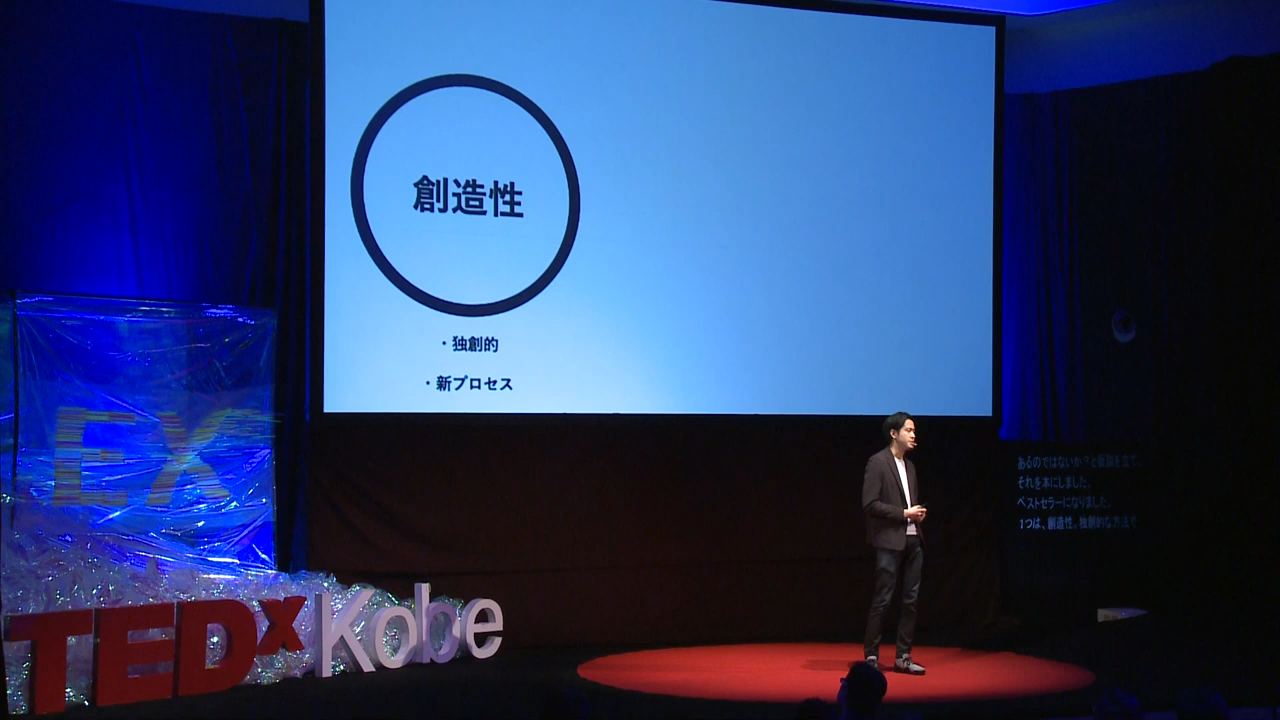 創造性
・独創的
・新プロセス
EX
あるのではないか？と仮説を立て、
それを本にしました。
ベストセラーになりました。
1つは、創造性。独創的な方法で
TEDx Kobe